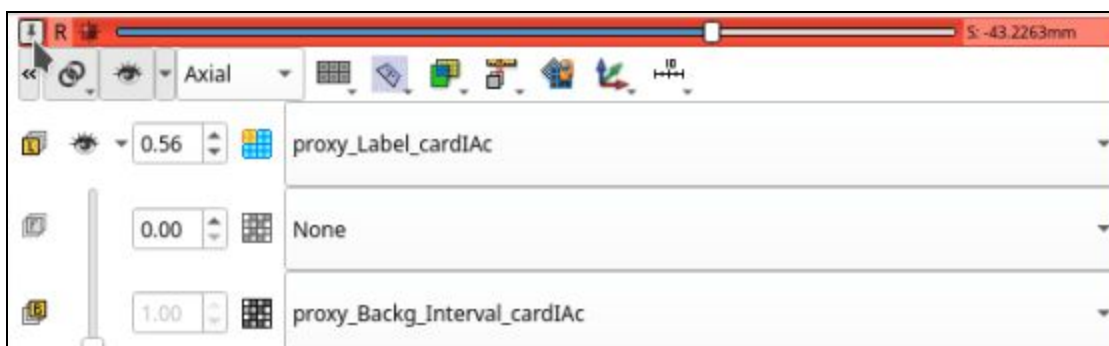 R S: -43.2263mm
Axial
L 0.56 proxy_Label_cardIAc
F 0.00 None
B 1.00 proxy_Backg_Interval_cardIAc